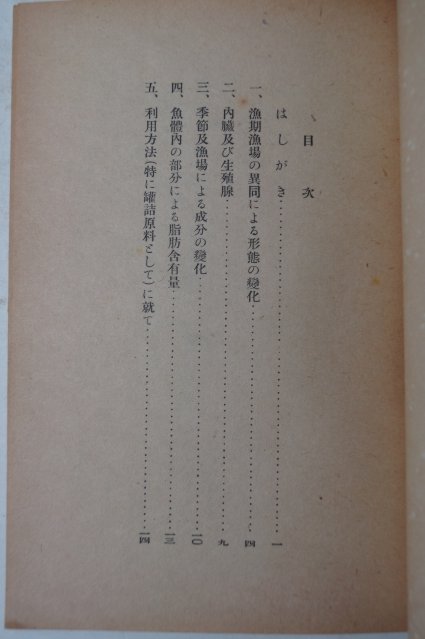 目次
はしがき……一
一、漁期漁場の異同による形態の變化……四
二、內臟及び生殖腺……九
三、季節及漁場による成分の變化……一〇
四、魚體內の部分による脂肪含有量……一三
五、利用方法(特に罐詰原料として)に就て……一四